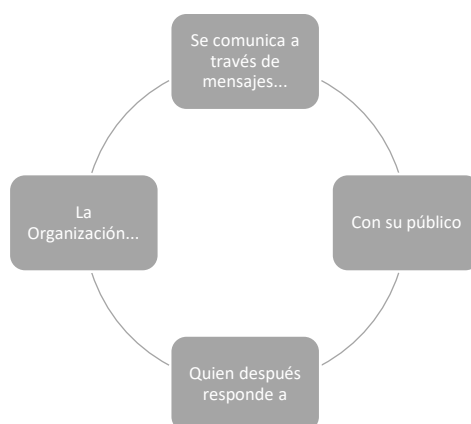 Se comunica a
través de
mensajes...
Con su público
Quien después
responde a
La
Organización...